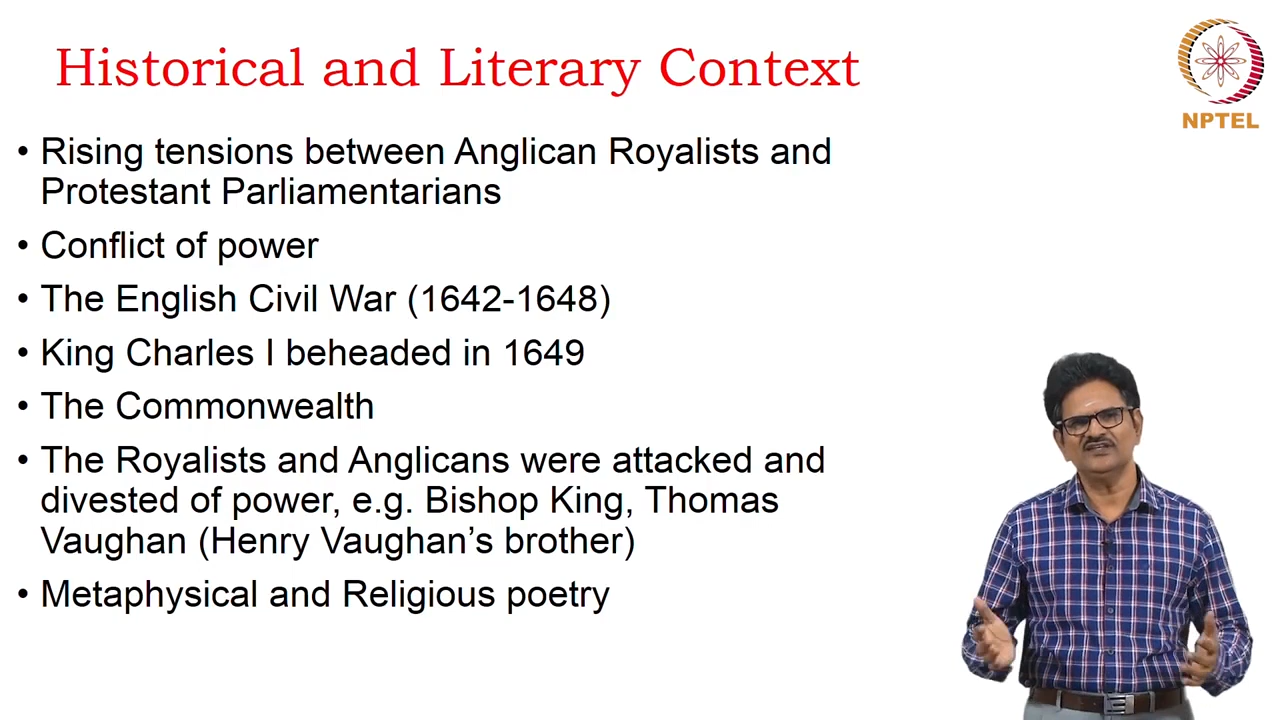 Historical and Literary Context
NPTEL
• Rising tensions between Anglican Royalists and
Protestant Parliamentarians
• Conflict of power
• The English Civil War (1642-1648)
• King Charles I beheaded in 1649
• The Commonwealth
• The Royalists and Anglicans were attacked and
divested of power, e.g. Bishop King, Thomas
Vaughan (Henry Vaughan’s brother)
• Metaphysical and Religious poetry